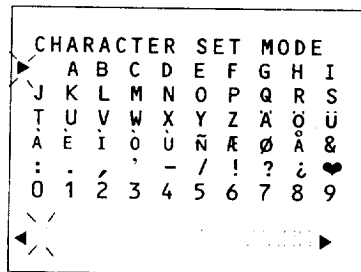 CHARACTER SET MODE
A B C D E F G H I
J K L M N O P Q R S
T U V W X Y Z Ä Ö Ü
À È Ì Ò Ù Ñ Æ Ø Å &
: . , ' – / ! ? ¿ ♥
0 1 2 3 4 5 6 7 8 9